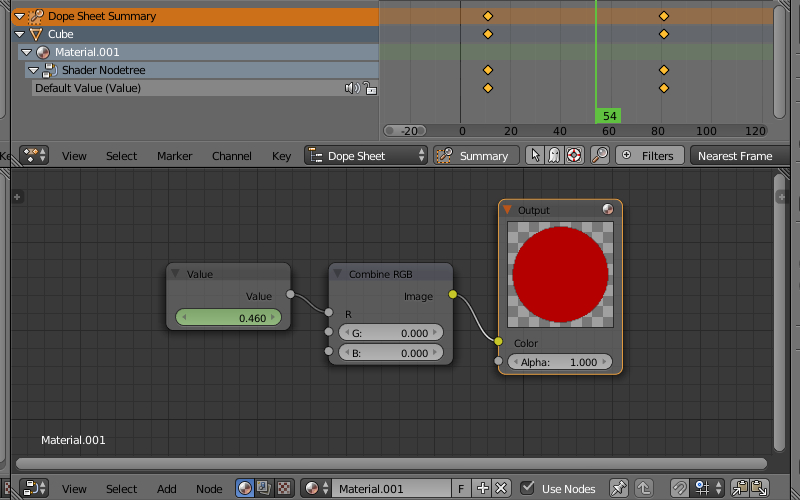 Dope Sheet Summary
Cube
Material.001
Shader Nodetree
Default Value (Value)
54
-20 0 20 40 60 80 100 120
View Select Marker Channel Key Dope Sheet Summary Filters Nearest Frame
Output
Value
Value
0.460
Combine RGB
Image
R
G: 0.000
B: 0.000
Color
Alpha: 1.000
Material.001
View Select Add Node Material.001 F Use Nodes